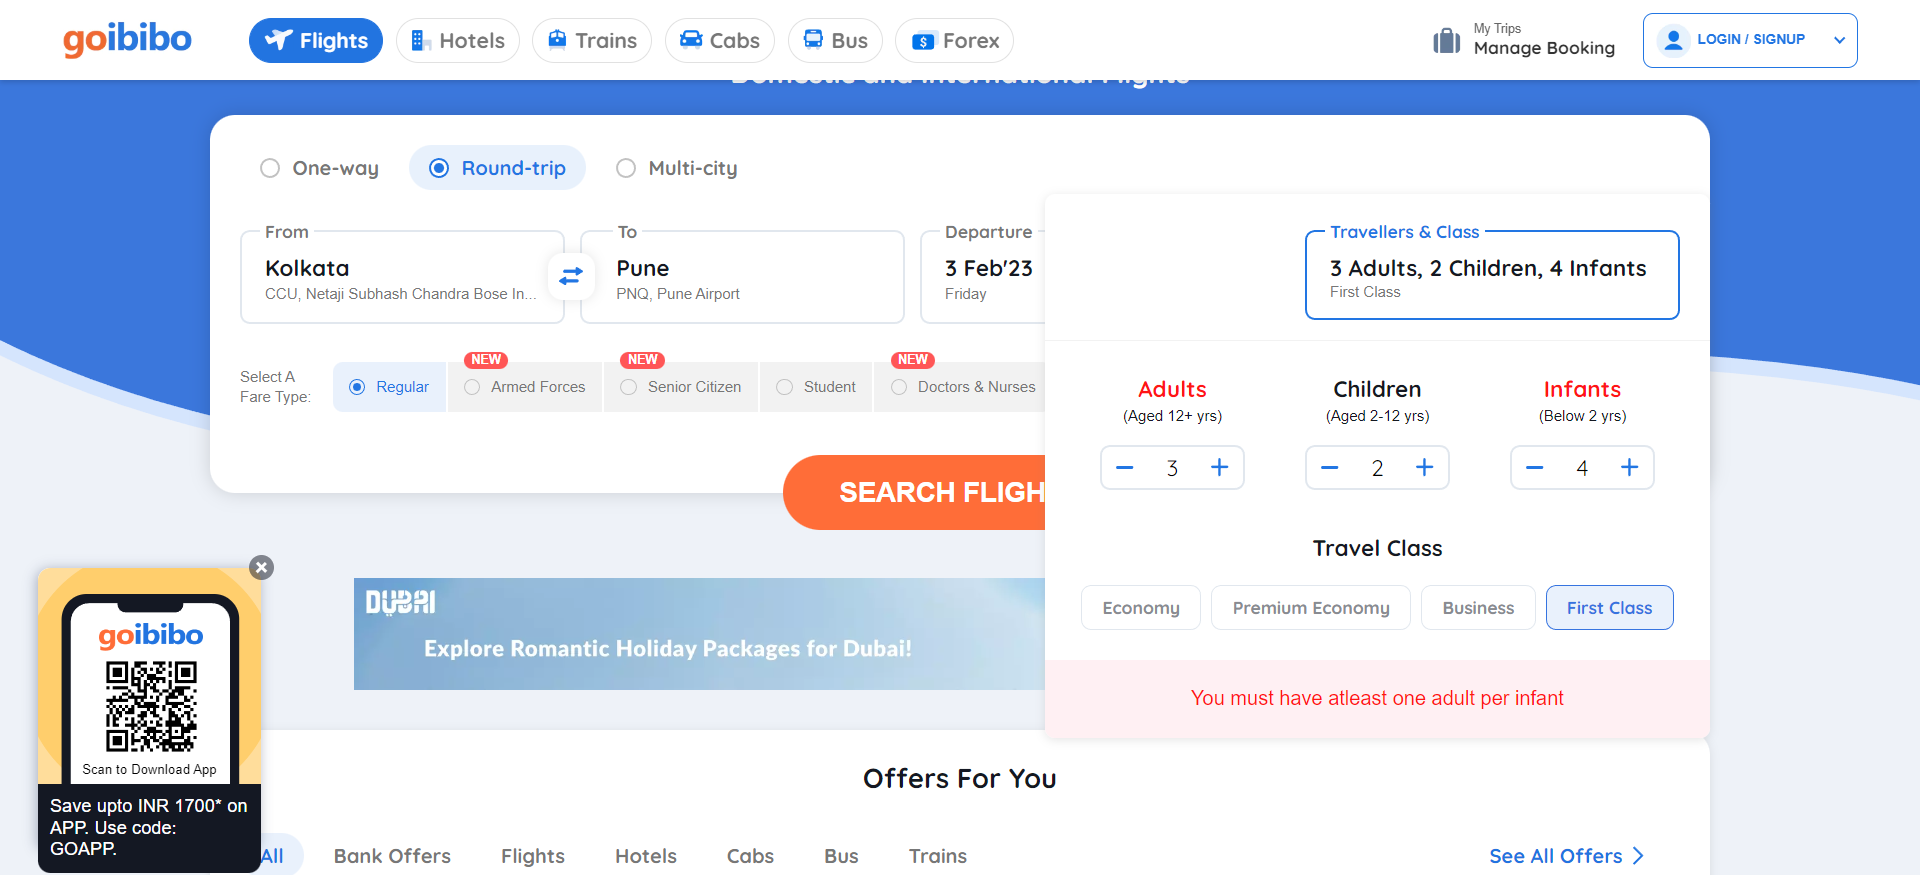 goibibo
Flights
Hotels
Trains
Cabs
Bus
Forex
My Trips
Manage Booking
LOGIN / SIGNUP
Domestic and International Flights
One-way
Round-trip
Multi-city
From
Kolkata
CCU, Netaji Subhash Chandra Bose In...
To
Pune
PNQ, Pune Airport
Departure
3 Feb'23
Friday
Travellers & Class
3 Adults, 2 Children, 4 Infants
First Class
Select A
Fare Type:
Regular
NEW
Armed Forces
NEW
Senior Citizen
Student
NEW
Doctors & Nurses
Adults
(Aged 12+ yrs)
3
Children
(Aged 2-12 yrs)
2
Infants
(Below 2 yrs)
4
SEARCH FLIGH
Travel Class
Economy
Premium Economy
Business
First Class
You must have atleast one adult per infant
DUBAI
Explore Romantic Holiday Packages for Dubai!
goibibo
Scan to Download App
Save upto INR 1700* on
APP. Use code:
GOAPP.
Offers For You
All
Bank Offers
Flights
Hotels
Cabs
Bus
Trains
See All Offers